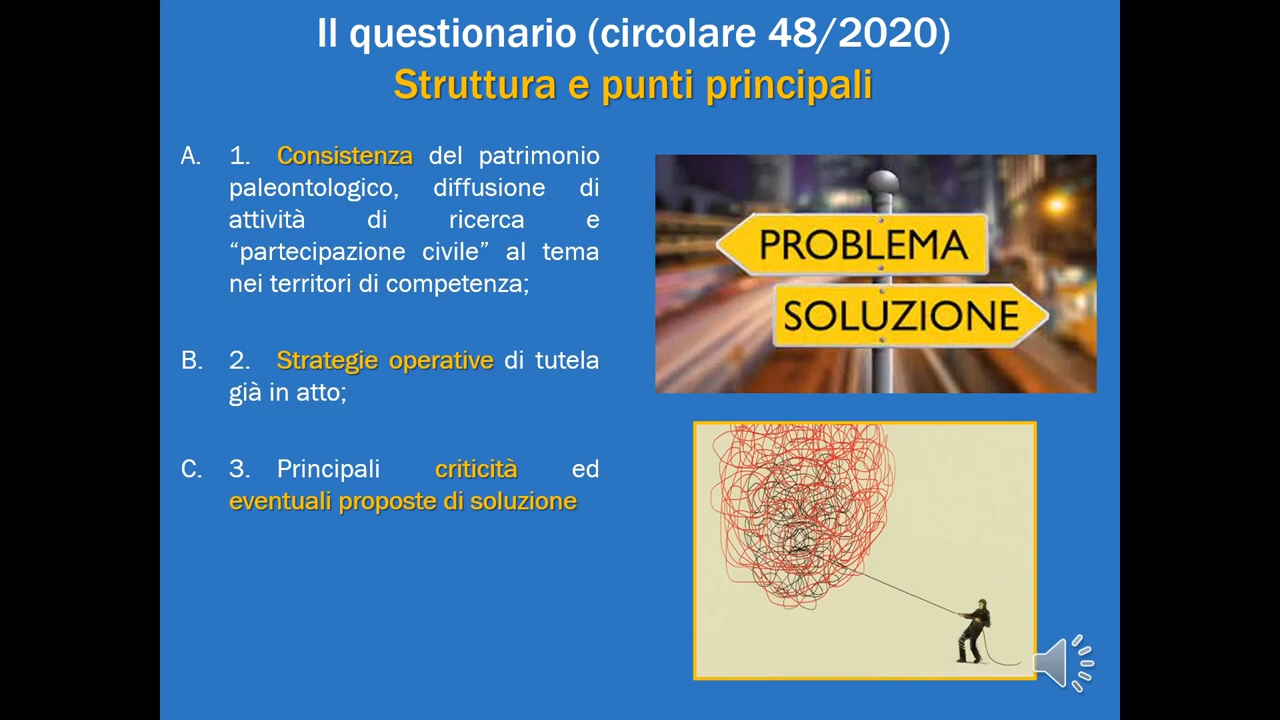 Il questionario (circolare 48/2020)
Struttura e punti principali
A. 1. Consistenza del patrimonio
paleontologico, diffusione di
attività di ricerca e
“partecipazione civile” al tema
nei territori di competenza;
B. 2. Strategie operative di tutela
già in atto;
C. 3. Principali criticità ed
eventuali proposte di soluzione
PROBLEMA
SOLUZIONE